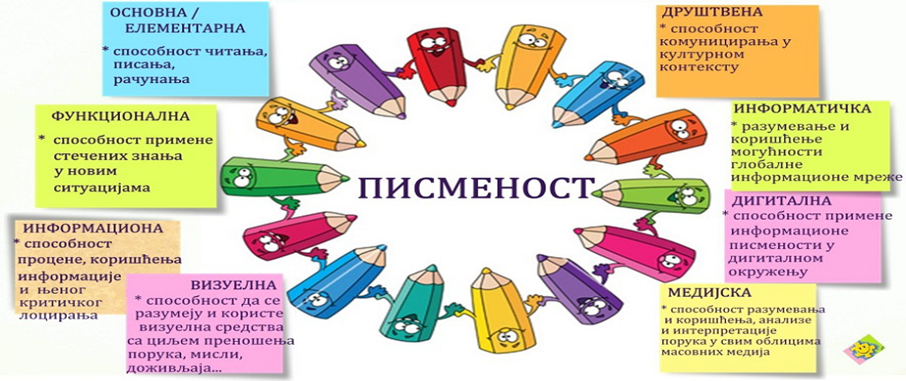 ОСНОВНА /
ЕЛЕМЕНТАРНА
* способност читања,
писања,
рачунања
ФУНКЦИОНАЛНА
* способност примене
стечених знања
у новим
ситуацијама
ИНФОРМАЦИОНА
* способност
процене, коришћења
информације
и њеног
критичког
лоцирања
ВИЗУЕЛНА
* способност да се
разумеју и користе
визуелна средства
са циљем преношења
порука, мисли,
доживљаја...
ПИСМЕНОСТ
ДРУШТВЕНА
* способност
комуницирања у
културном
контексту
ИНФОРМАТИЧКА
* разумевање и
коришћење
могућности
глобалне
информационе мреже
ДИГИТАЛНА
* способност примене
информационе
писмености у
дигиталном
окружењу
МЕДИЈСКА
* способност разумевања
и коришћења, анализе
и интерпретације
порука у свим облицима
масовних медија